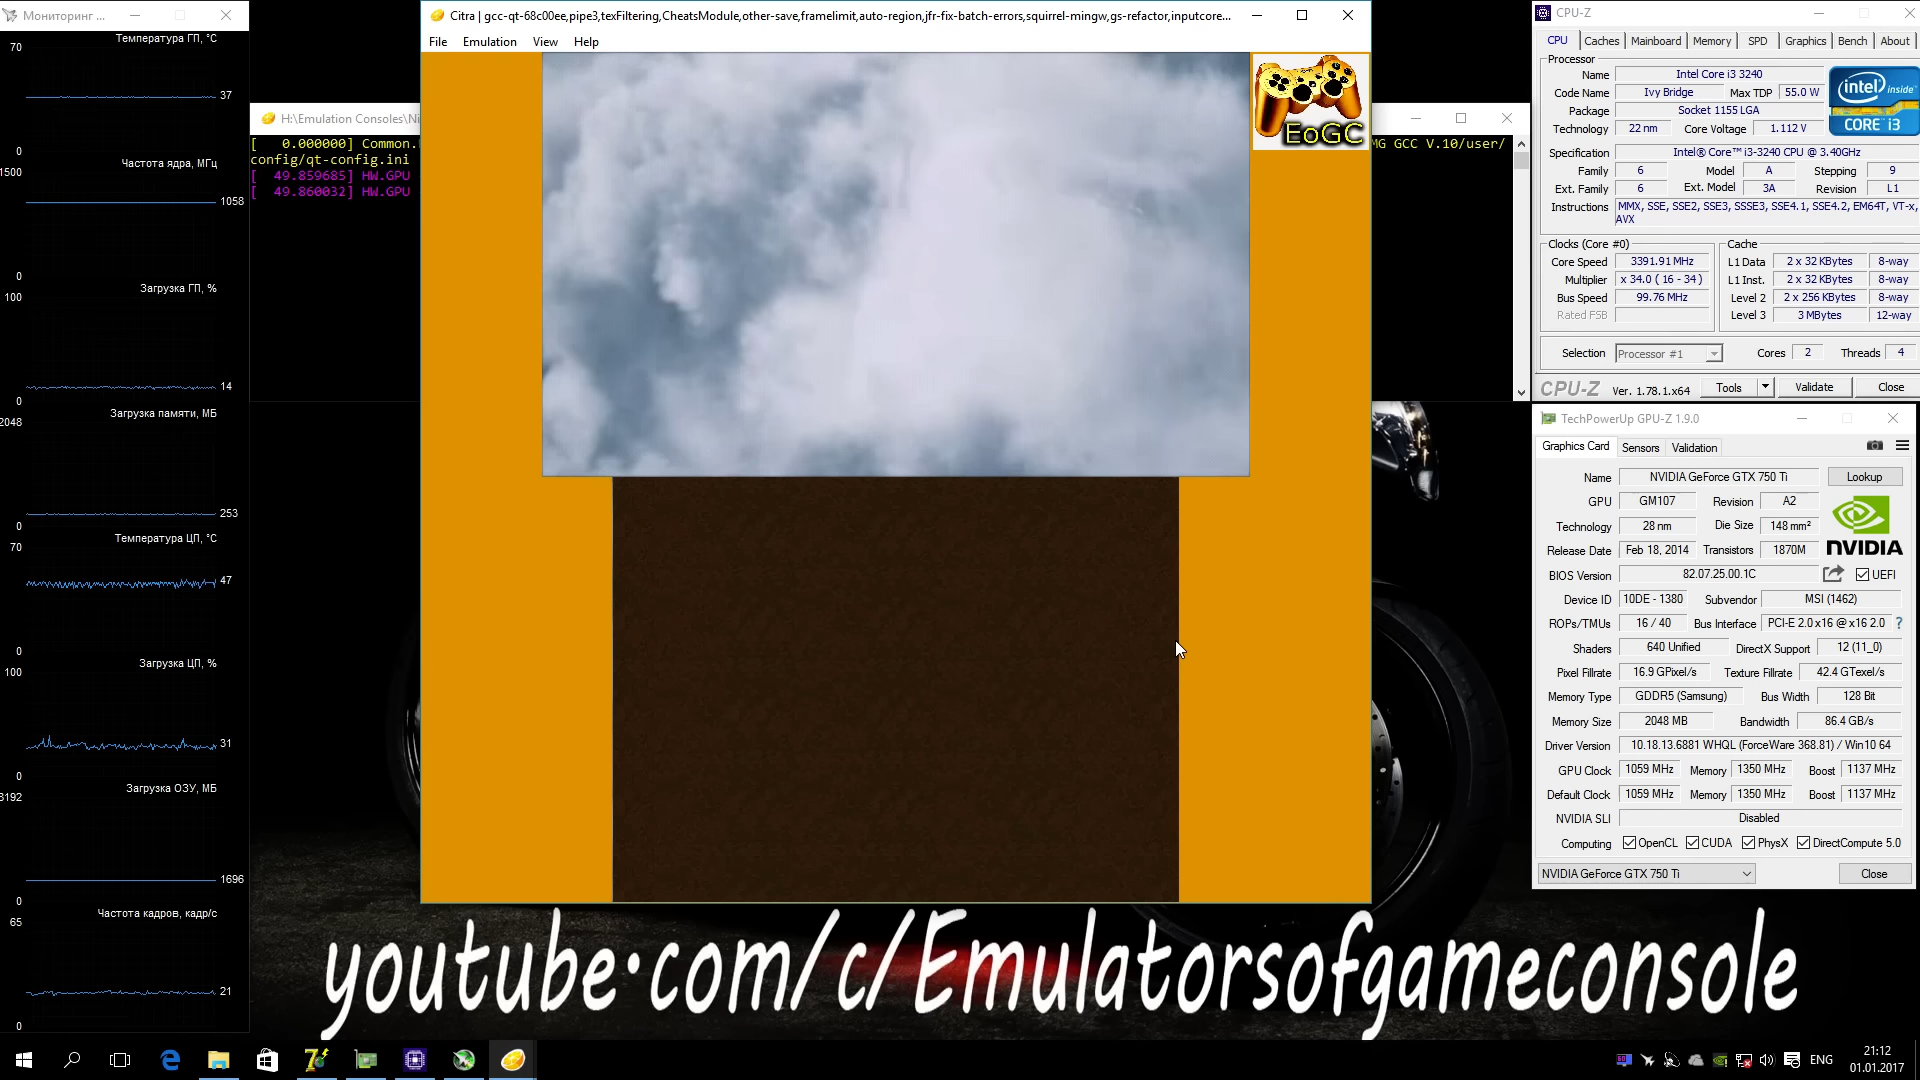 Мониторинг ...
Температура ГП, °C
70
37
0
Частота ядра, МГц
1500
1058
0
Загрузка ГП, %
100
14
0
Загрузка памяти, МБ
2048
253
0
Температура ЦП, °C
70
47
0
Загрузка ЦП, %
100
31
0
Загрузка ОЗУ, МБ
8192
1696
0
Частота кадров, кадр/с
65
21
0
H:\Emulation Consoles\Ni
[ 0.000000] Common.
config/qt-config.ini
[ 49.859685] HW.GPU
[ 49.860032] HW.GPU
MG GCC V.10/user/
Citra | gcc-qt-68c00ee,pipe3,texFiltering,CheatsModule,other-save,framelimit,auto-region,jfr-fix-batch-errors,squirrel-mingw,gs-refactor,inputcore...
File Emulation View Help
EoGC
CPU-Z
CPU Caches Mainboard Memory SPD Graphics Bench About
Processor
Name Intel Core i3 3240
Code Name Ivy Bridge Max TDP 55.0 W
Package Socket 1155 LGA
Technology 22 nm Core Voltage 1.112 V
intel inside
CORE i3
Specification Intel® Core™ i3-3240 CPU @ 3.40GHz
Family 6 Model A Stepping 9
Ext. Family 6 Ext. Model 3A Revision L1
Instructions MMX, SSE, SSE2, SSE3, SSSE3, SSE4.1, SSE4.2, EM64T, VT-x,
AVX
Clocks (Core #0)
Core Speed 3391.91 MHz
Multiplier x 34.0 ( 16 - 34 )
Bus Speed 99.76 MHz
Rated FSB
Cache
L1 Data 2 x 32 KBytes 8-way
L1 Inst. 2 x 32 KBytes 8-way
Level 2 2 x 256 KBytes 8-way
Level 3 3 MBytes 12-way
Selection Processor #1 Cores 2 Threads 4
CPU-Z Ver. 1.78.1.x64 Tools Validate Close
TechPowerUp GPU-Z 1.9.0
Graphics Card Sensors Validation
Name NVIDIA GeForce GTX 750 Ti Lookup
GPU GM107 Revision A2
Technology 28 nm Die Size 148 mm²
Release Date Feb 18, 2014 Transistors 1870M
NVIDIA
BIOS Version 82.07.25.00.1C UEFI
Device ID 10DE - 1380 Subvendor MSI (1462)
ROPs/TMUs 16 / 40 Bus Interface PCI-E 2.0 x16 @ x16 2.0 ?
Shaders 640 Unified DirectX Support 12 (11_0)
Pixel Fillrate 16.9 GPixel/s Texture Fillrate 42.4 GTexel/s
Memory Type GDDR5 (Samsung) Bus Width 128 Bit
Memory Size 2048 MB Bandwidth 86.4 GB/s
Driver Version 10.18.13.6881 WHQL (ForceWare 368.81) / Win10 64
GPU Clock 1059 MHz Memory 1350 MHz Boost 1137 MHz
Default Clock 1059 MHz Memory 1350 MHz Boost 1137 MHz
NVIDIA SLI Disabled
Computing OpenCL CUDA PhysX DirectCompute 5.0
NVIDIA GeForce GTX 750 Ti Close
youtube.com/c/Emulatorsofgameconsole
ENG
21:12
01.01.2017